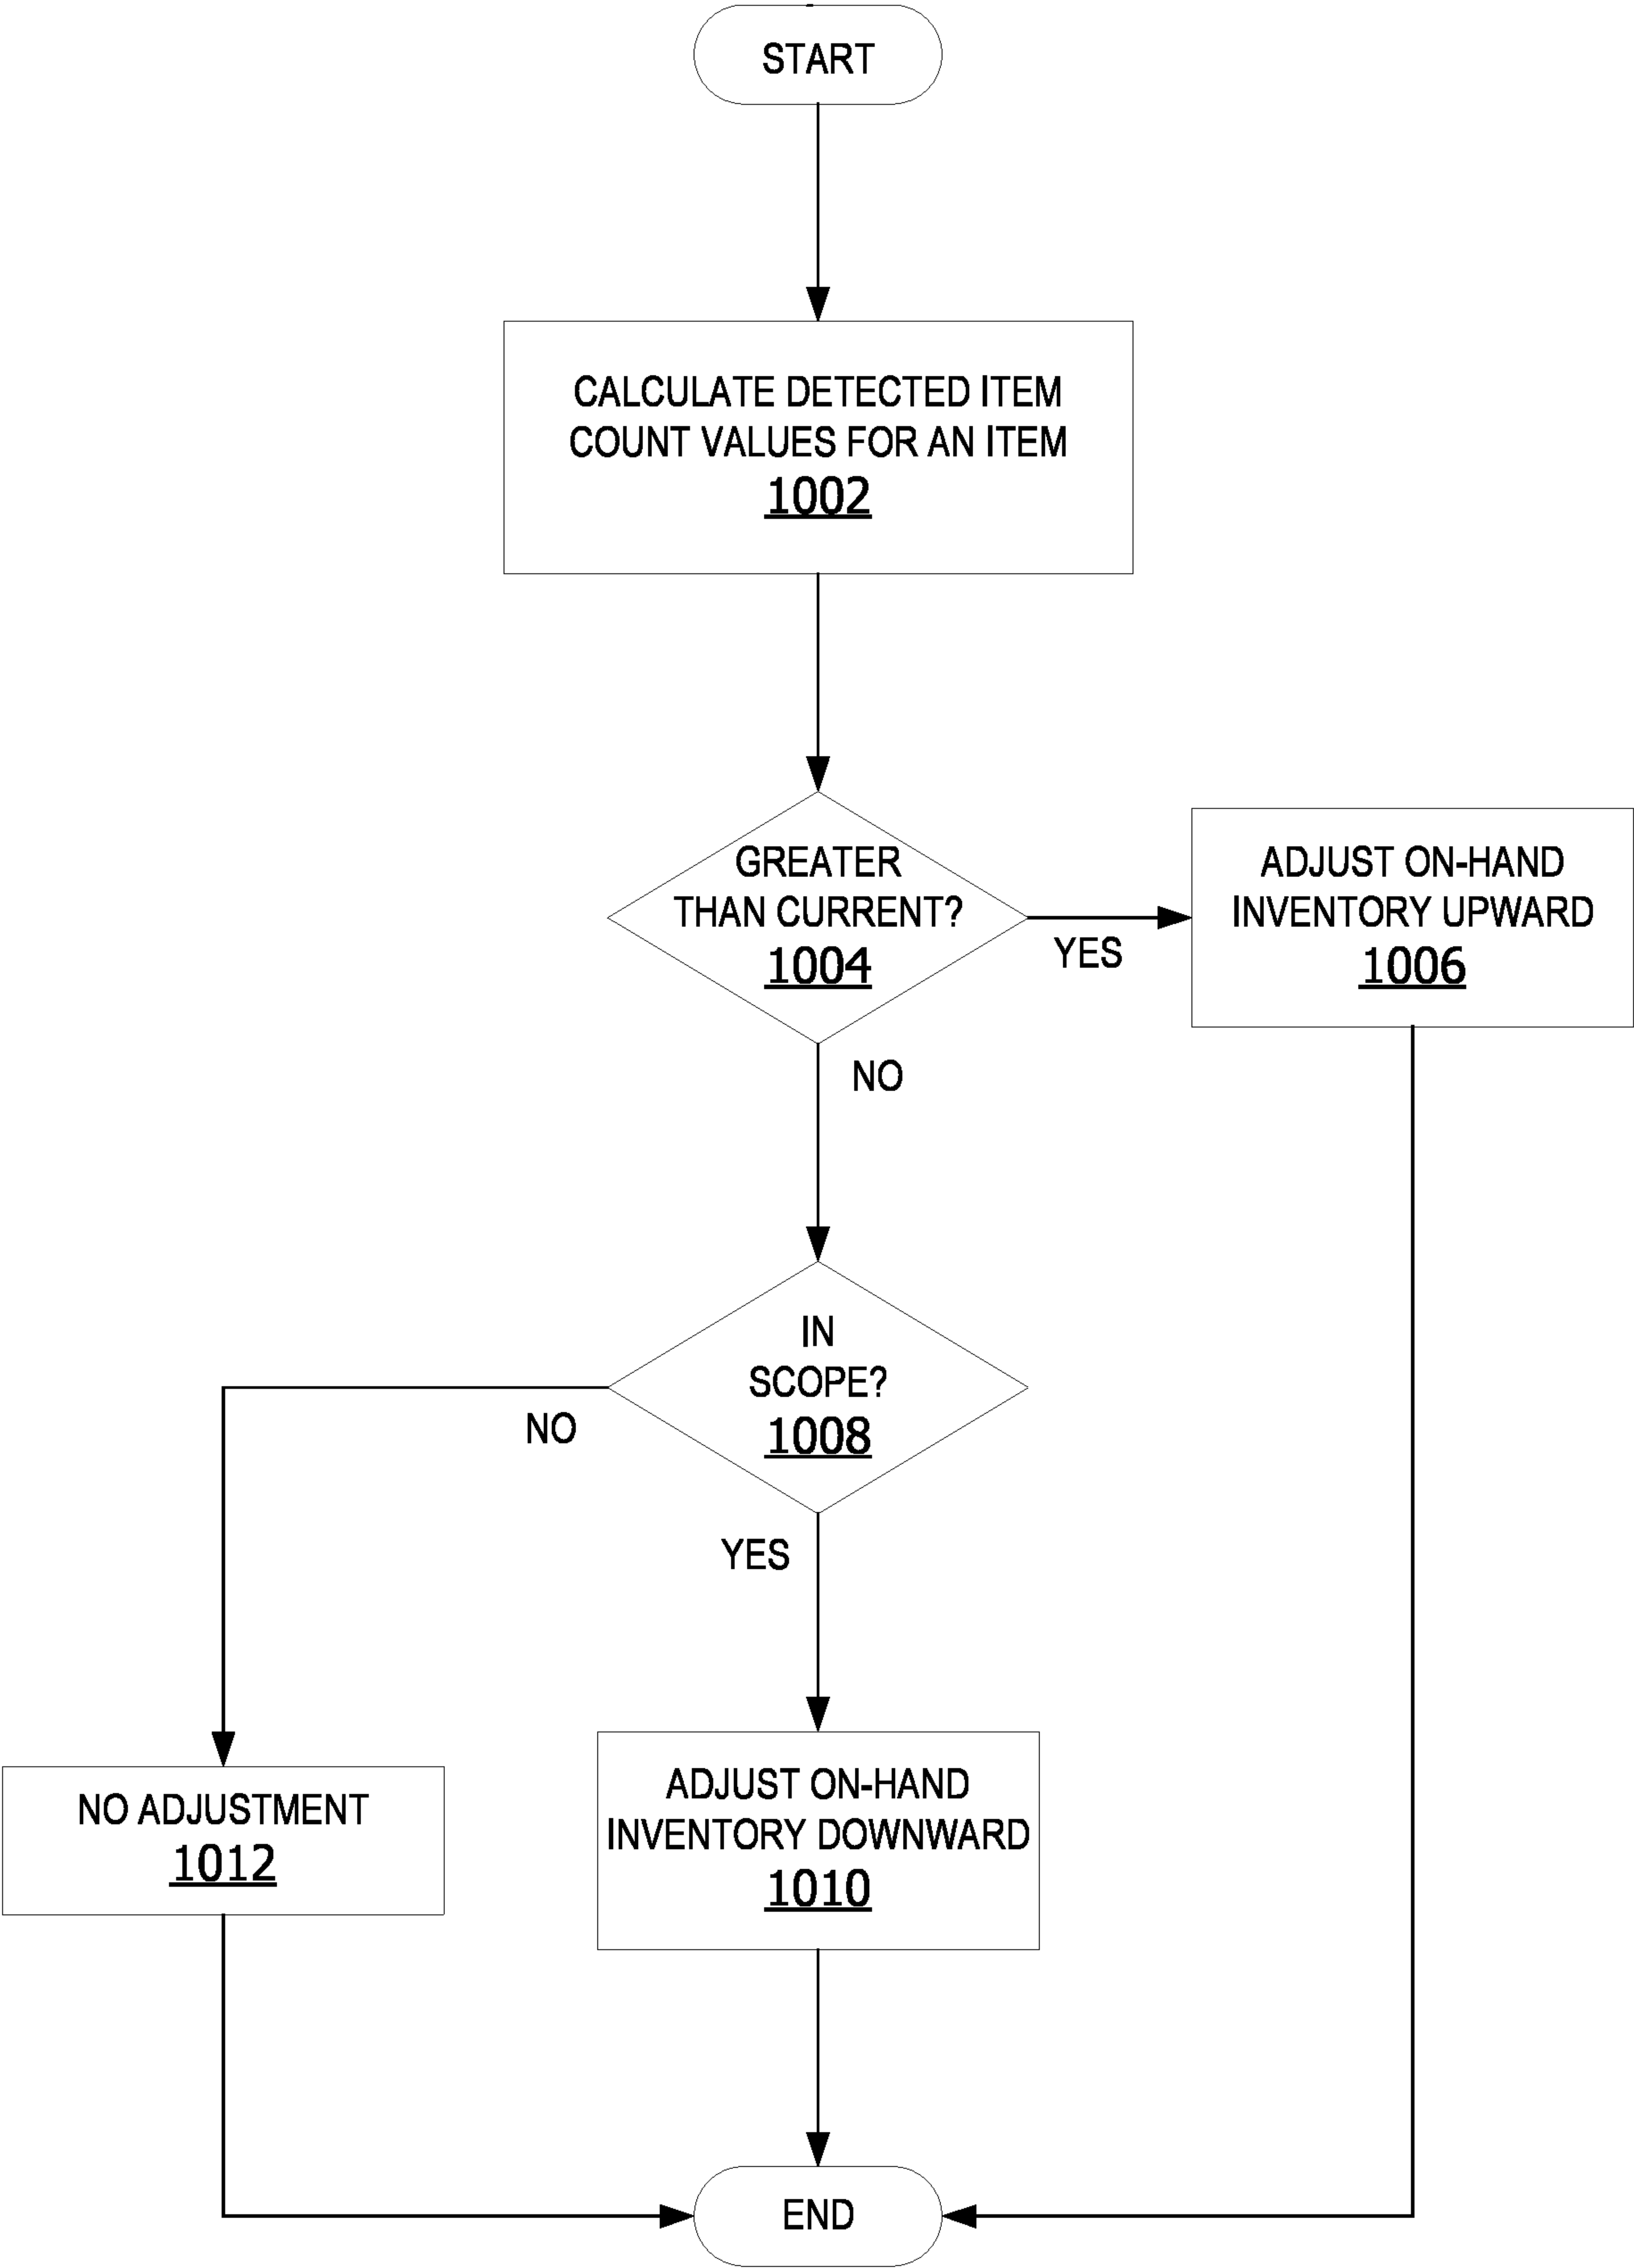 START
CALCULATE DETECTED ITEM
COUNT VALUES FOR AN ITEM
1002
GREATER
THAN CURRENT?
1004
YES
ADJUST ON-HAND
INVENTORY UPWARD
1006
NO
IN
SCOPE?
1008
NO
YES
NO ADJUSTMENT
1012
ADJUST ON-HAND
INVENTORY DOWNWARD
1010
END